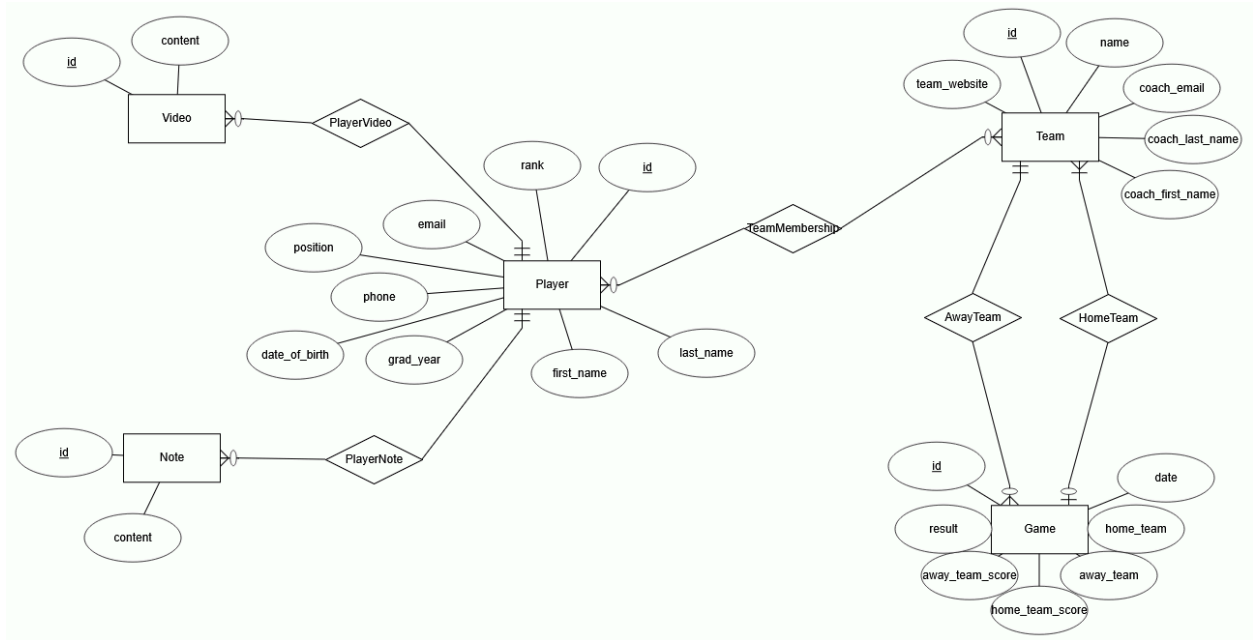 id
content
Video
PlayerVideo
rank
id
email
position
Player
phone
date_of_birth
grad_year
first_name
last_name
id
Note
PlayerNote
content
TeamMembership
id
name
team_website
coach_email
Team
coach_last_name
coach_first_name
AwayTeam
HomeTeam
id
date
result
Game
home_team
away_team_score
away_team
home_team_score